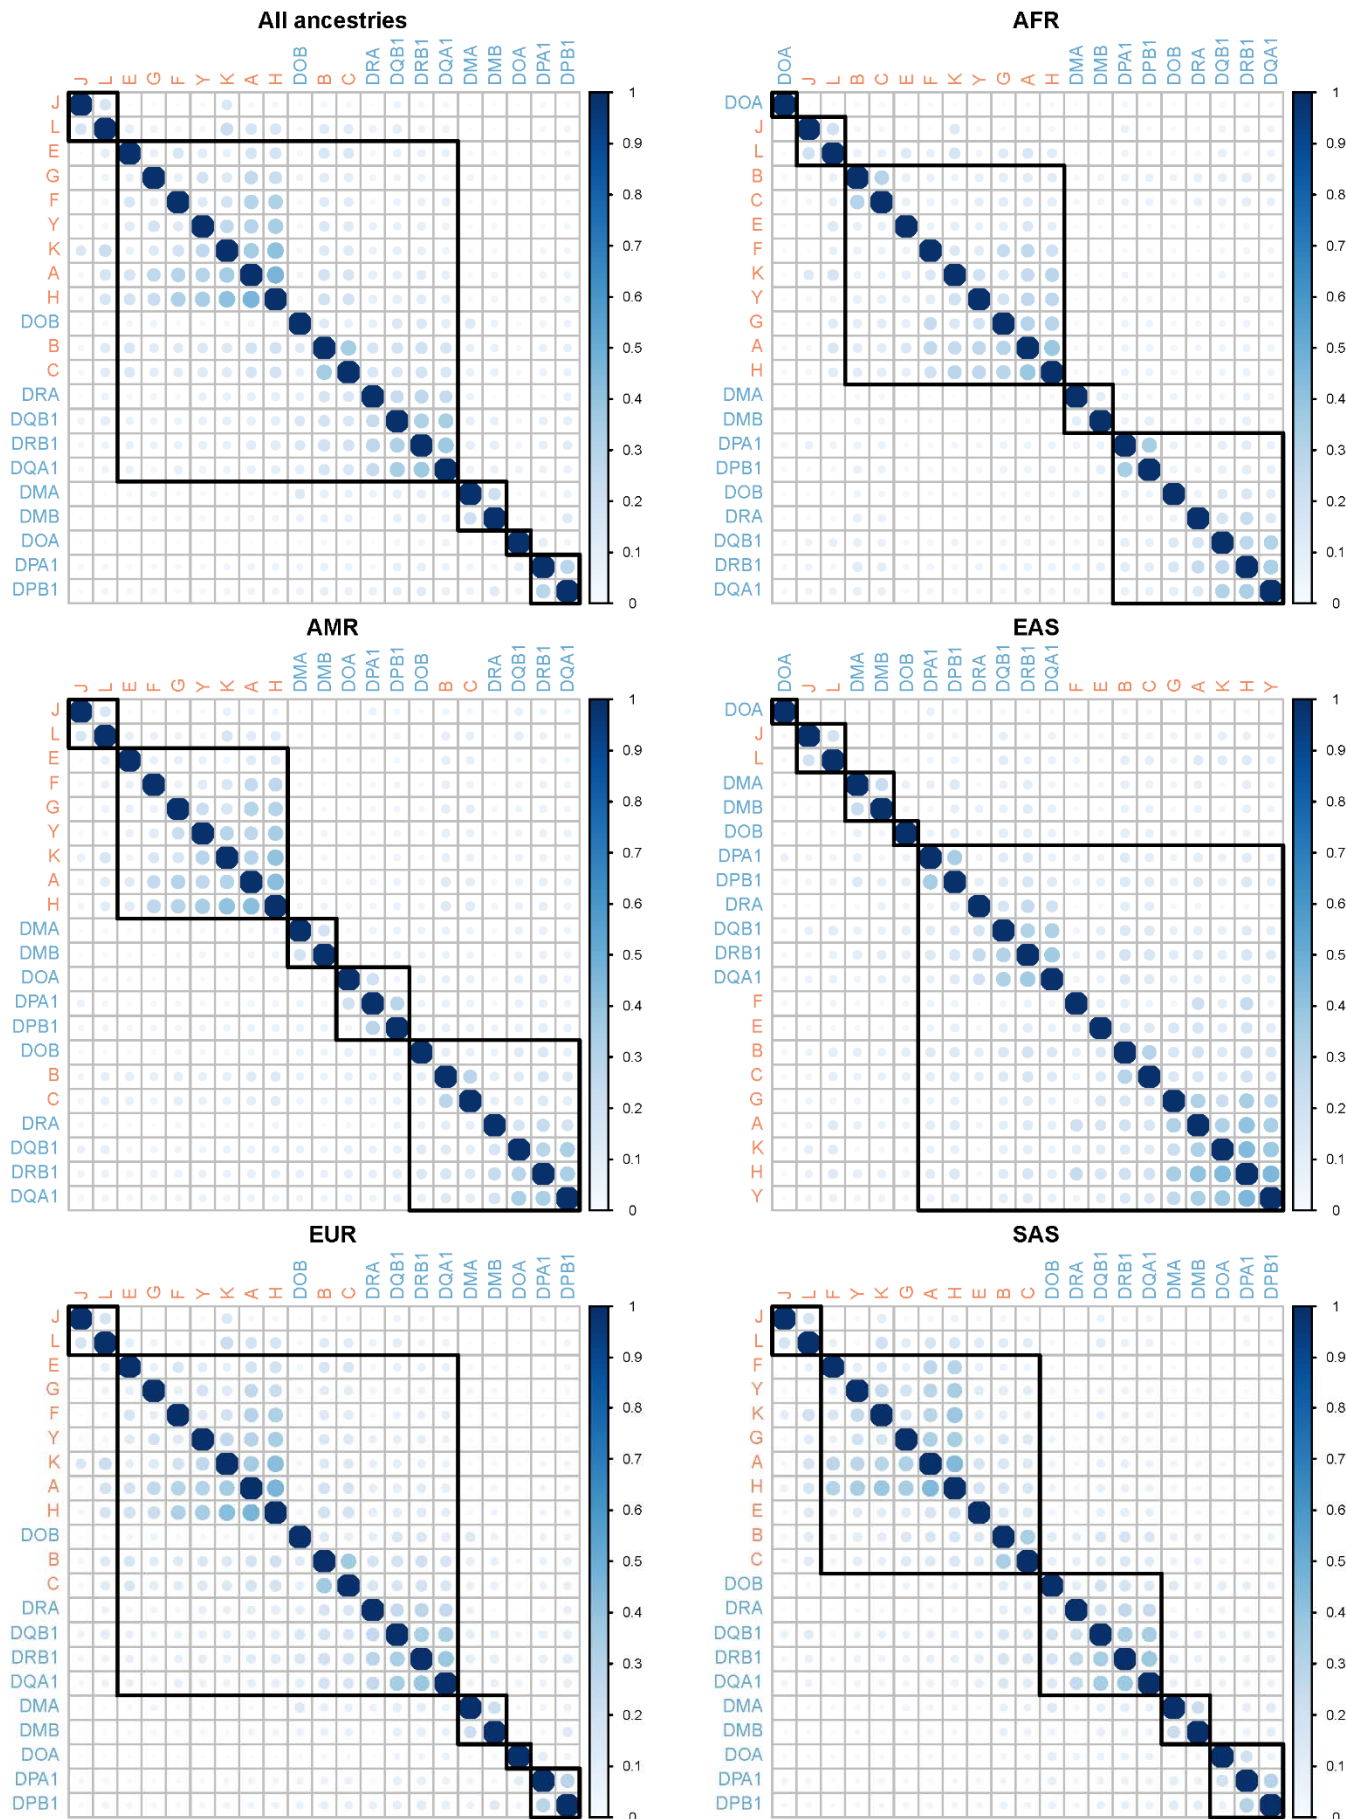 All ancestries
J L E G F Y K A H DOB B C DRA DQB1 DRB1 DQA1 DMA DMB DOA DPA1 DPB1
J
L
E
G
F
Y
K
A
H
DOB
B
C
DRA
DQB1
DRB1
DQA1
DMA
DMB
DOA
DPA1
DPB1
1
0.9
0.8
0.7
0.6
0.5
0.4
0.3
0.2
0.1
0
AFR
DOA J L B C E F K Y G A H DMA DMB DPA1 DPB1 DOB DRA DQB1 DRB1 DQA1
DOA
J
L
B
C
E
F
K
Y
G
A
H
DMA
DMB
DPA1
DPB1
DOB
DRA
DQB1
DRB1
DQA1
1
0.9
0.8
0.7
0.6
0.5
0.4
0.3
0.2
0.1
0
AMR
J L E F G Y K A H DMA DMB DOA DPA1 DPB1 DOB B C DRA DQB1 DRB1 DQA1
J
L
E
F
G
Y
K
A
H
DMA
DMB
DOA
DPA1
DPB1
DOB
B
C
DRA
DQB1
DRB1
DQA1
1
0.9
0.8
0.7
0.6
0.5
0.4
0.3
0.2
0.1
0
EAS
DOA J L DMA DMB DOB DPA1 DPB1 DRA DQB1 DRB1 DQA1 F E B C G A K H Y
DOA
J
L
DMA
DMB
DOB
DPA1
DPB1
DRA
DQB1
DRB1
DQA1
F
E
B
C
G
A
K
H
Y
1
0.9
0.8
0.7
0.6
0.5
0.4
0.3
0.2
0.1
0
EUR
J L E G F Y K A H DOB B C DRA DQB1 DRB1 DQA1 DMA DMB DOA DPA1 DPB1
J
L
E
G
F
Y
K
A
H
DOB
B
C
DRA
DQB1
DRB1
DQA1
DMA
DMB
DOA
DPA1
DPB1
1
0.9
0.8
0.7
0.6
0.5
0.4
0.3
0.2
0.1
0
SAS
J L F Y K G A H E B C DOB DRA DQB1 DRB1 DQA1 DMA DMB DOA DPA1 DPB1
J
L
F
Y
K
G
A
H
E
B
C
DOB
DRA
DQB1
DRB1
DQA1
DMA
DMB
DOA
DPA1
DPB1
1
0.9
0.8
0.7
0.6
0.5
0.4
0.3
0.2
0.1
0